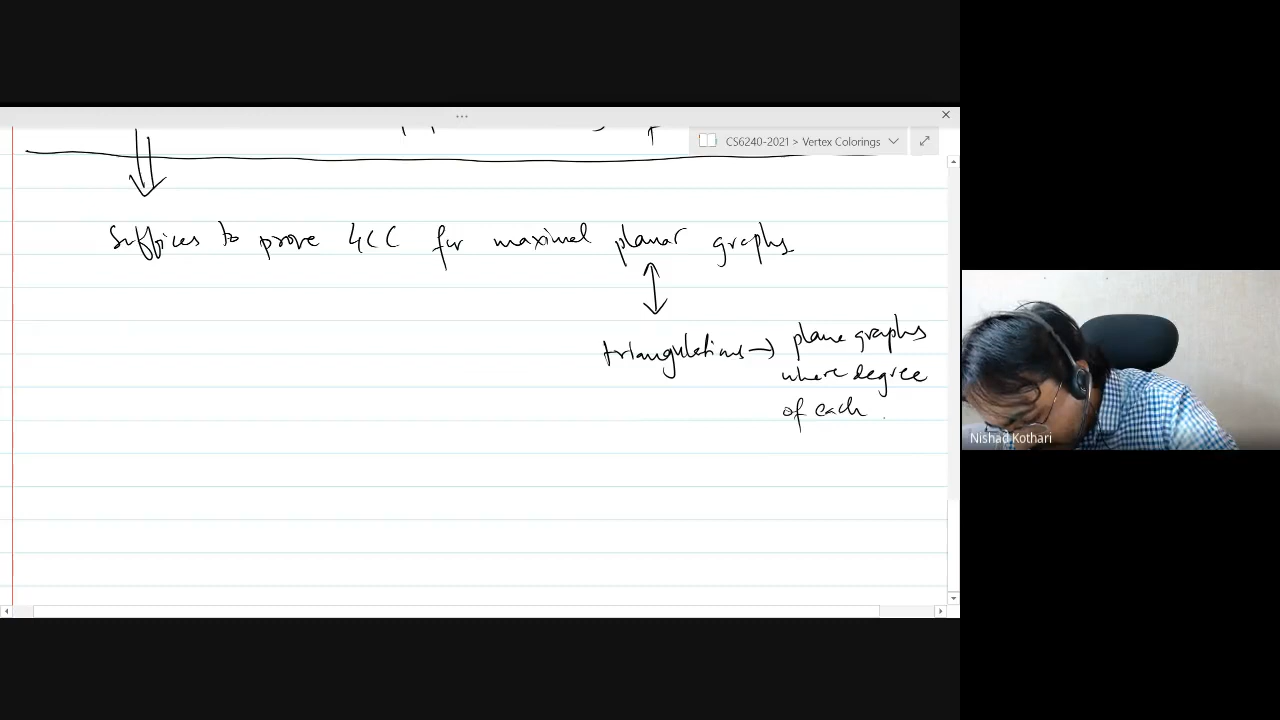 CS6240-2021 > Vertex Colorings
Suffices to prove 4CC for maximal planar graphs
triangulations → plane graphs
where degree
of each
Nishad Kothari